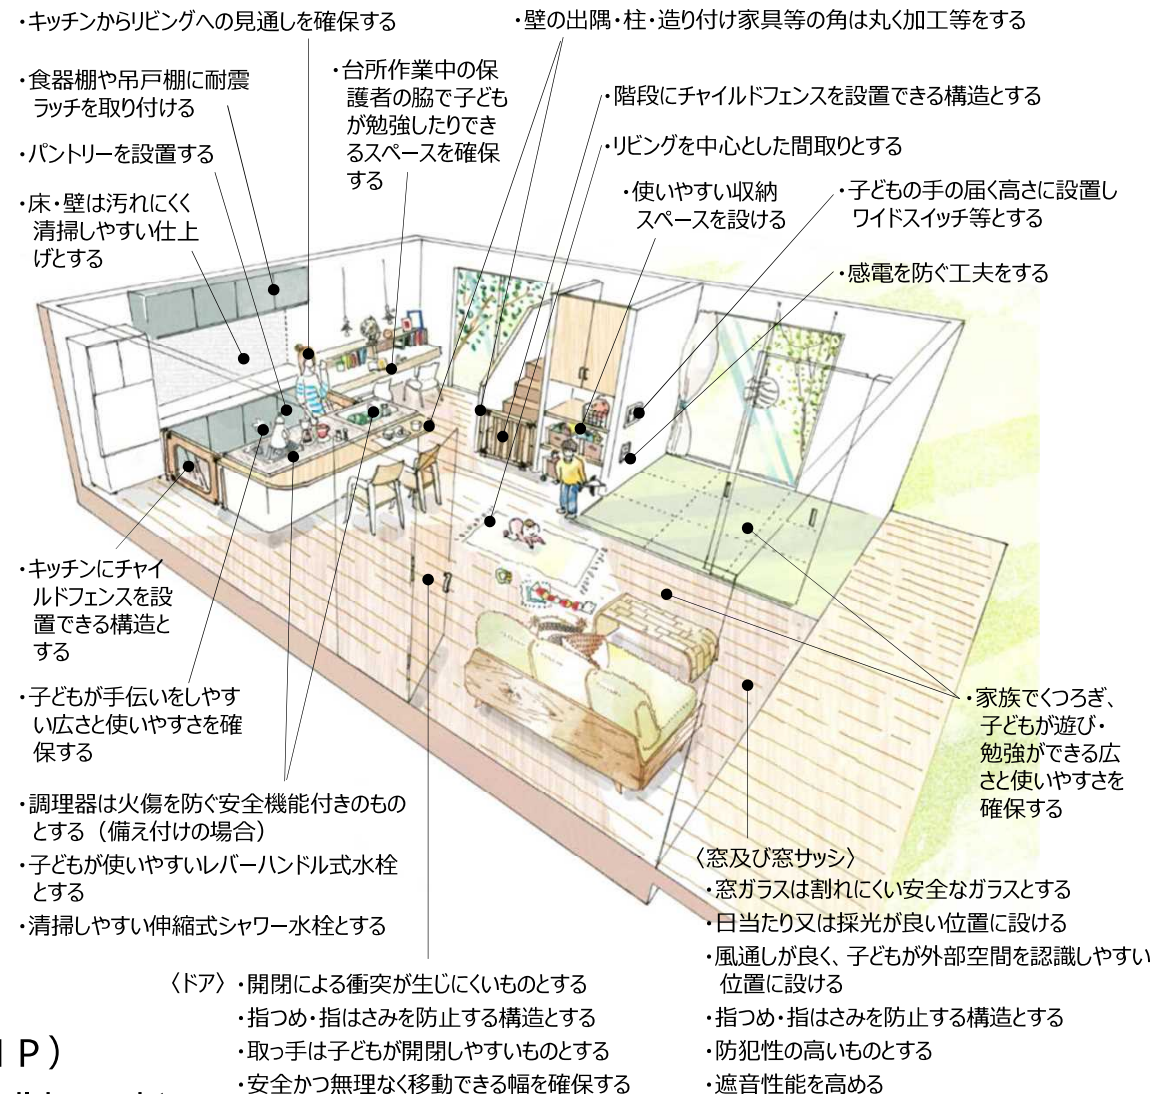 ・キッチンからリビングへの見通しを確保する
・壁の出隅・柱・造り付け家具等の角は丸く加工等をする
・食器棚や吊戸棚に耐震
ラッチを取り付ける
・台所作業中の保
護者の脇で子ども
が勉強したりでき
るスペースを確保
する
・階段にチャイルドフェンスを設置できる構造とする
・パントリーを設置する
・リビングを中心とした間取りとする
・床・壁は汚れにくく
清掃しやすい仕上
げとする
・使いやすい収納
スペースを設ける
・子どもの手の届く高さに設置し
ワイドスイッチ等とする
・感電を防ぐ工夫をする
・キッチンにチャイ
ルドフェンスを設
置できる構造と
する
・子どもが手伝いをしやす
い広さと使いやすさを確
保する
・家族でくつろぎ、
子どもが遊び・
勉強ができる広
さと使いやすさを
確保する
・調理器は火傷を防ぐ安全機能付きのもの
とする（備え付けの場合）
・子どもが使いやすいレバーハンドル式水栓
とする
・清掃しやすい伸縮式シャワー水栓とする
〈窓及び窓サッシ〉
・窓ガラスは割れにくい安全なガラスとする
・日当たり又は採光が良い位置に設ける
・風通しが良く、子どもが外部空間を認識しやすい
位置に設ける
・指つめ・指はさみを防止する構造とする
・防犯性の高いものとする
・遮音性能を高める
〈ドア〉・開閉による衝突が生じにくいものとする
・指つめ・指はさみを防止する構造とする
・取っ手は子どもが開閉しやすいものとする
・安全かつ無理なく移動できる幅を確保する
Ｐ）